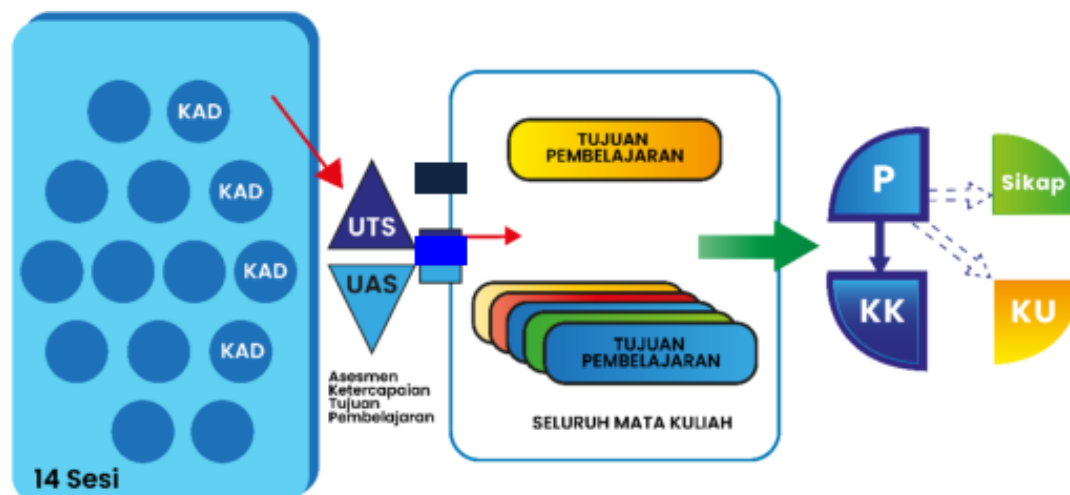 KAD
KAD
KAD
KAD
14 Sesi
UTS
UAS
Asesmen
Ketercapaian
Tujuan
Pembelajaran
TUJUAN
PEMBELAJARAN
TUJUAN
PEMBELAJARAN
SELURUH MATA KULIAH
P
Sikap
KK
KU